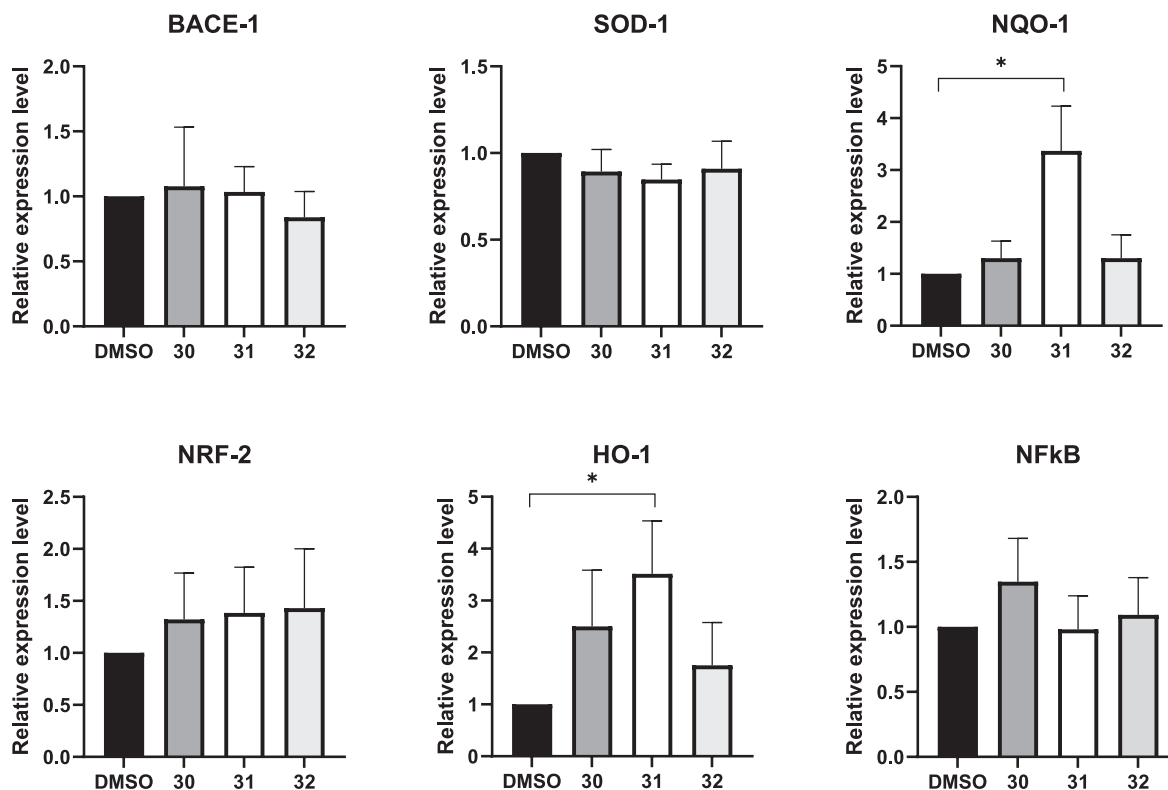 BACE-1
Relative expression level
2.0
1.5
1.0
0.5
0.0
DMSO 30 31 32
SOD-1
Relative expression level
1.5
1.0
0.5
0.0
DMSO 30 31 32
NQO-1
Relative expression level
5
4
3
2
1
0
*
DMSO 30 31 32
NRF-2
Relative expression level
2.5
2.0
1.5
1.0
0.5
0.0
DMSO 30 31 32
HO-1
Relative expression level
5
4
3
2
1
0
*
DMSO 30 31 32
NFkB
Relative expression level
2.0
1.5
1.0
0.5
0.0
DMSO 30 31 32